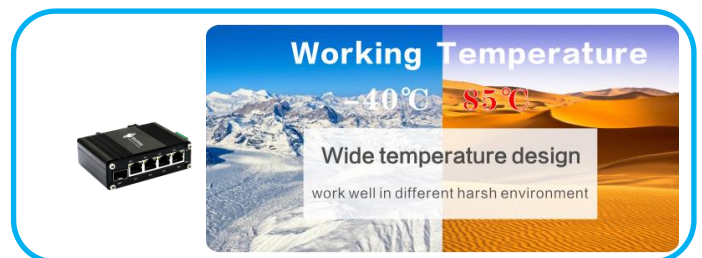 Working Temperature
-40℃ 85℃
Wide temperature design
work well in different harsh environment